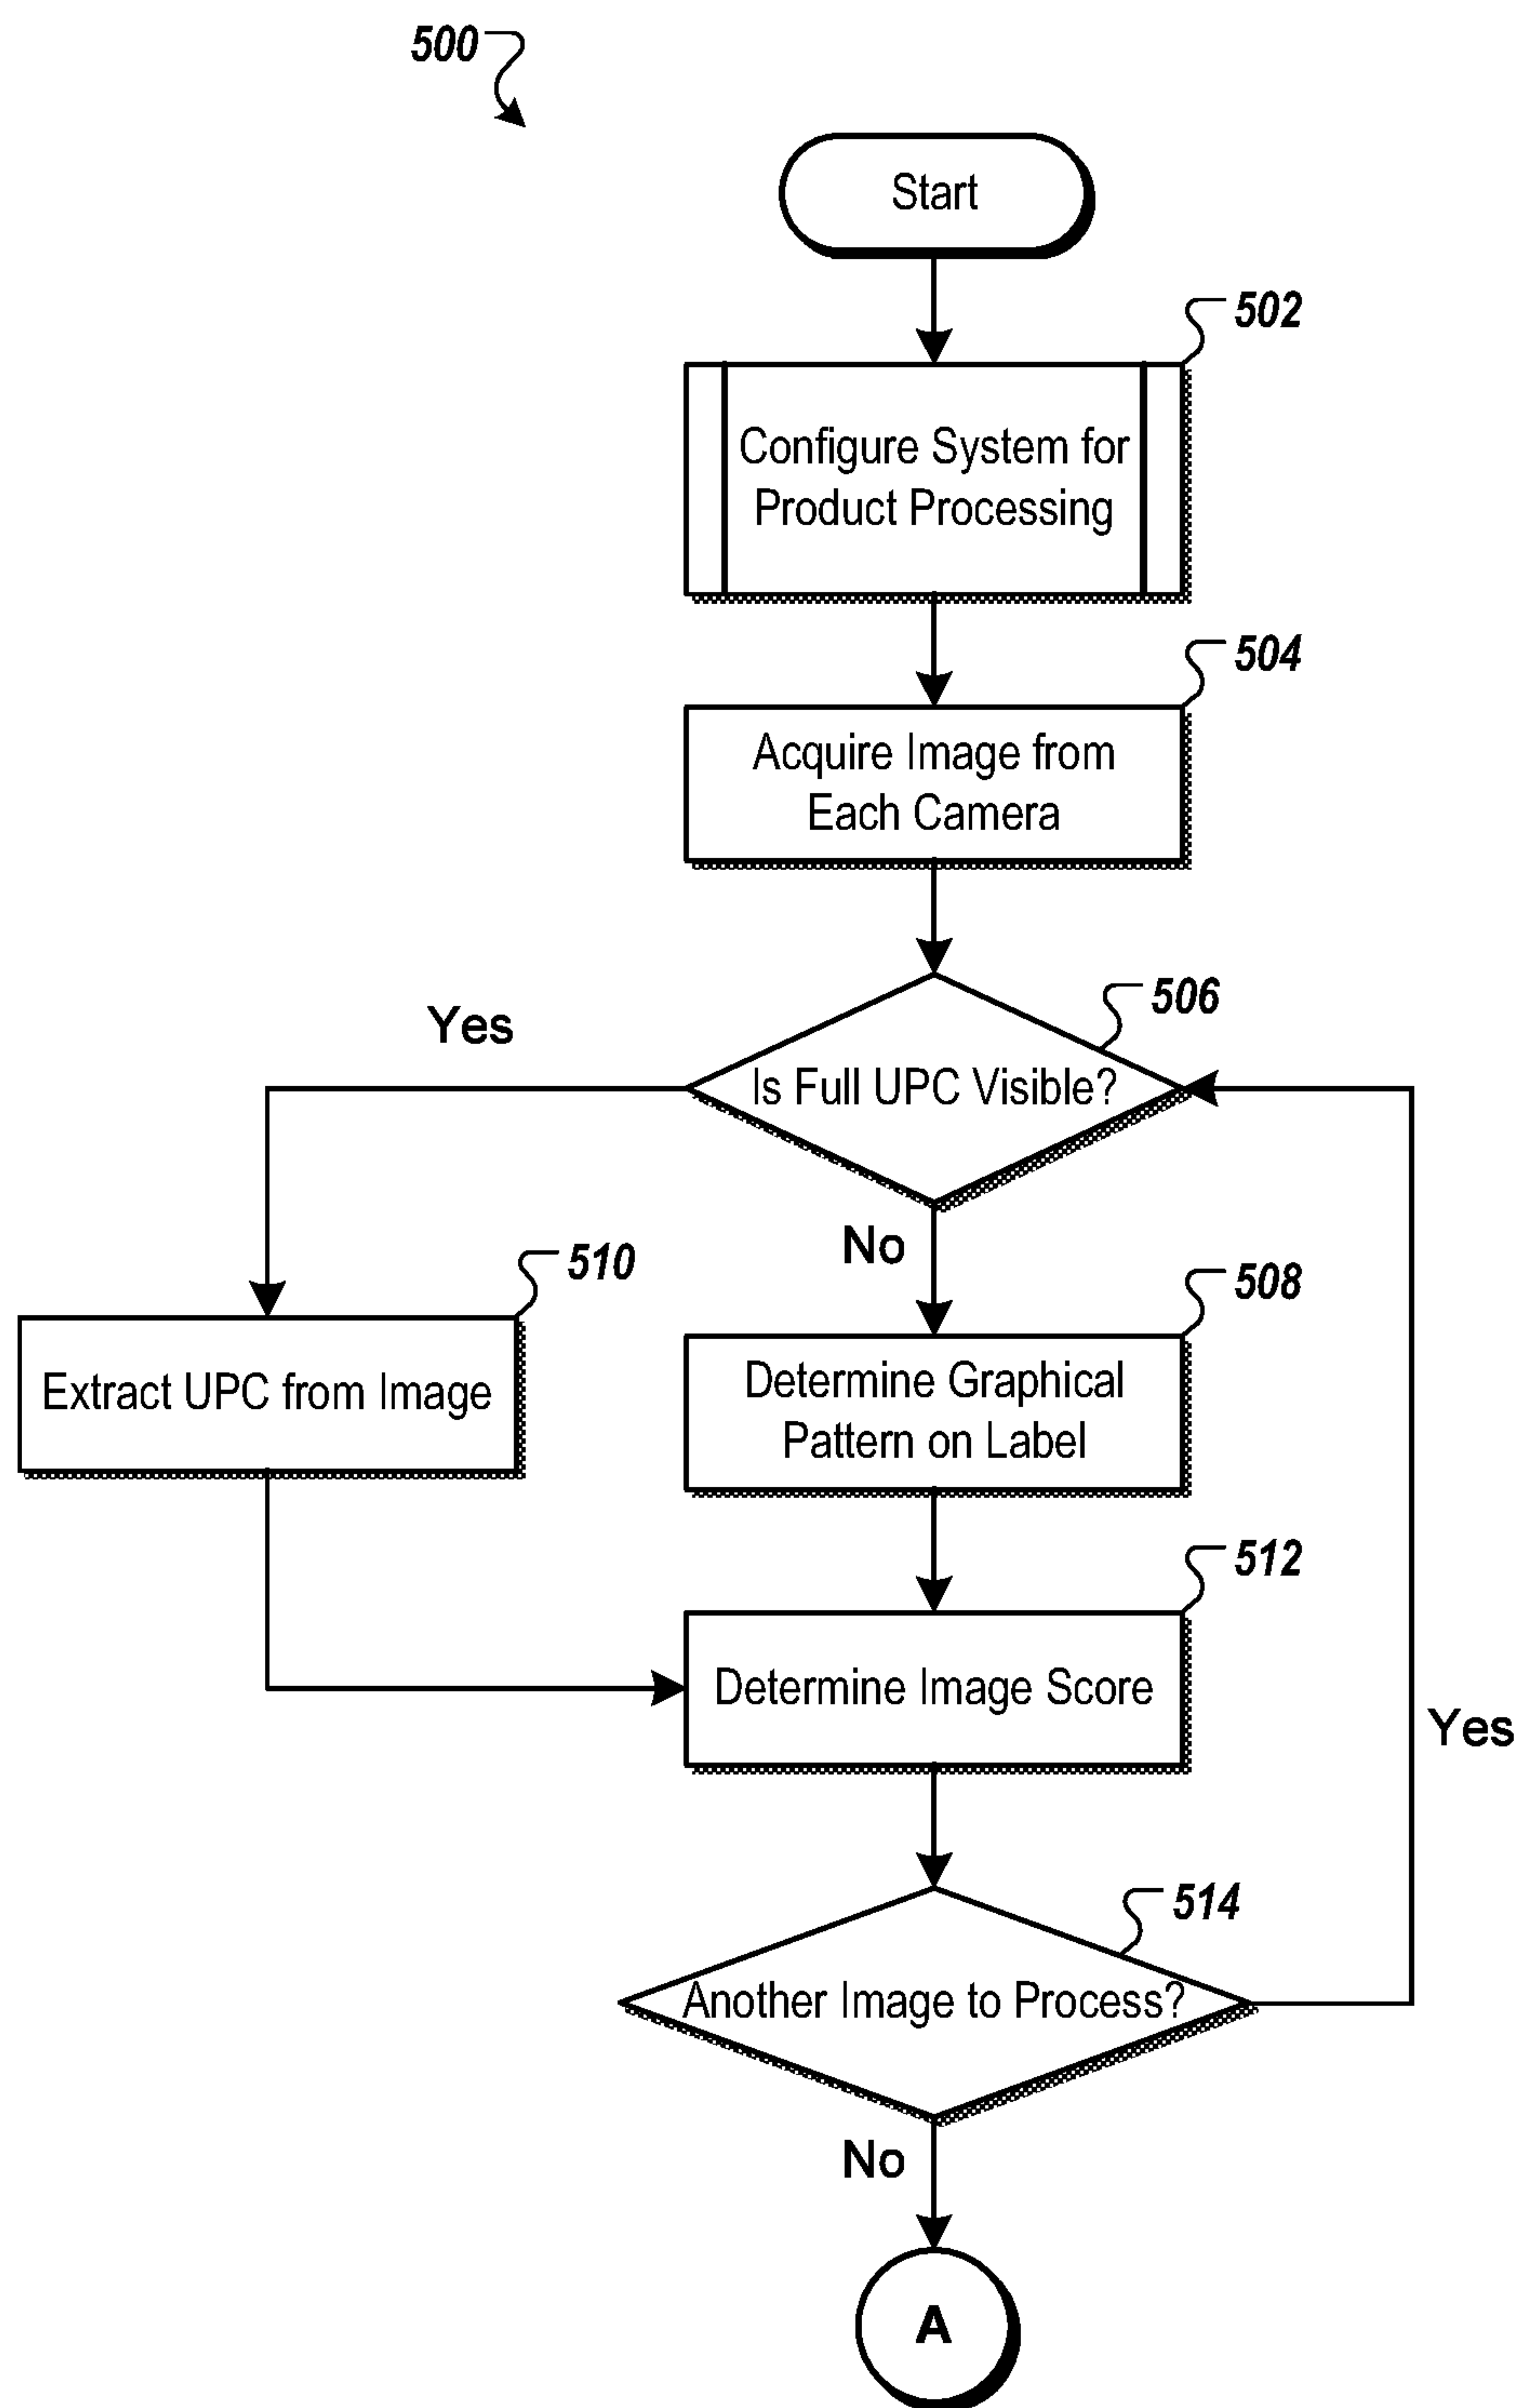 500
Start
502
Configure System for
Product Processing
504
Acquire Image from
Each Camera
506
Yes
Is Full UPC Visible?
No
510
508
Extract UPC from Image
Determine Graphical
Pattern on Label
512
Determine Image Score
Yes
514
Another Image to Process?
No
A